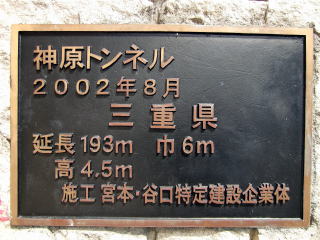 神原トンネル
2002年8月
三重県
延長193m 巾6m
高4.5m
施工 宮本・谷口特定建設企業体